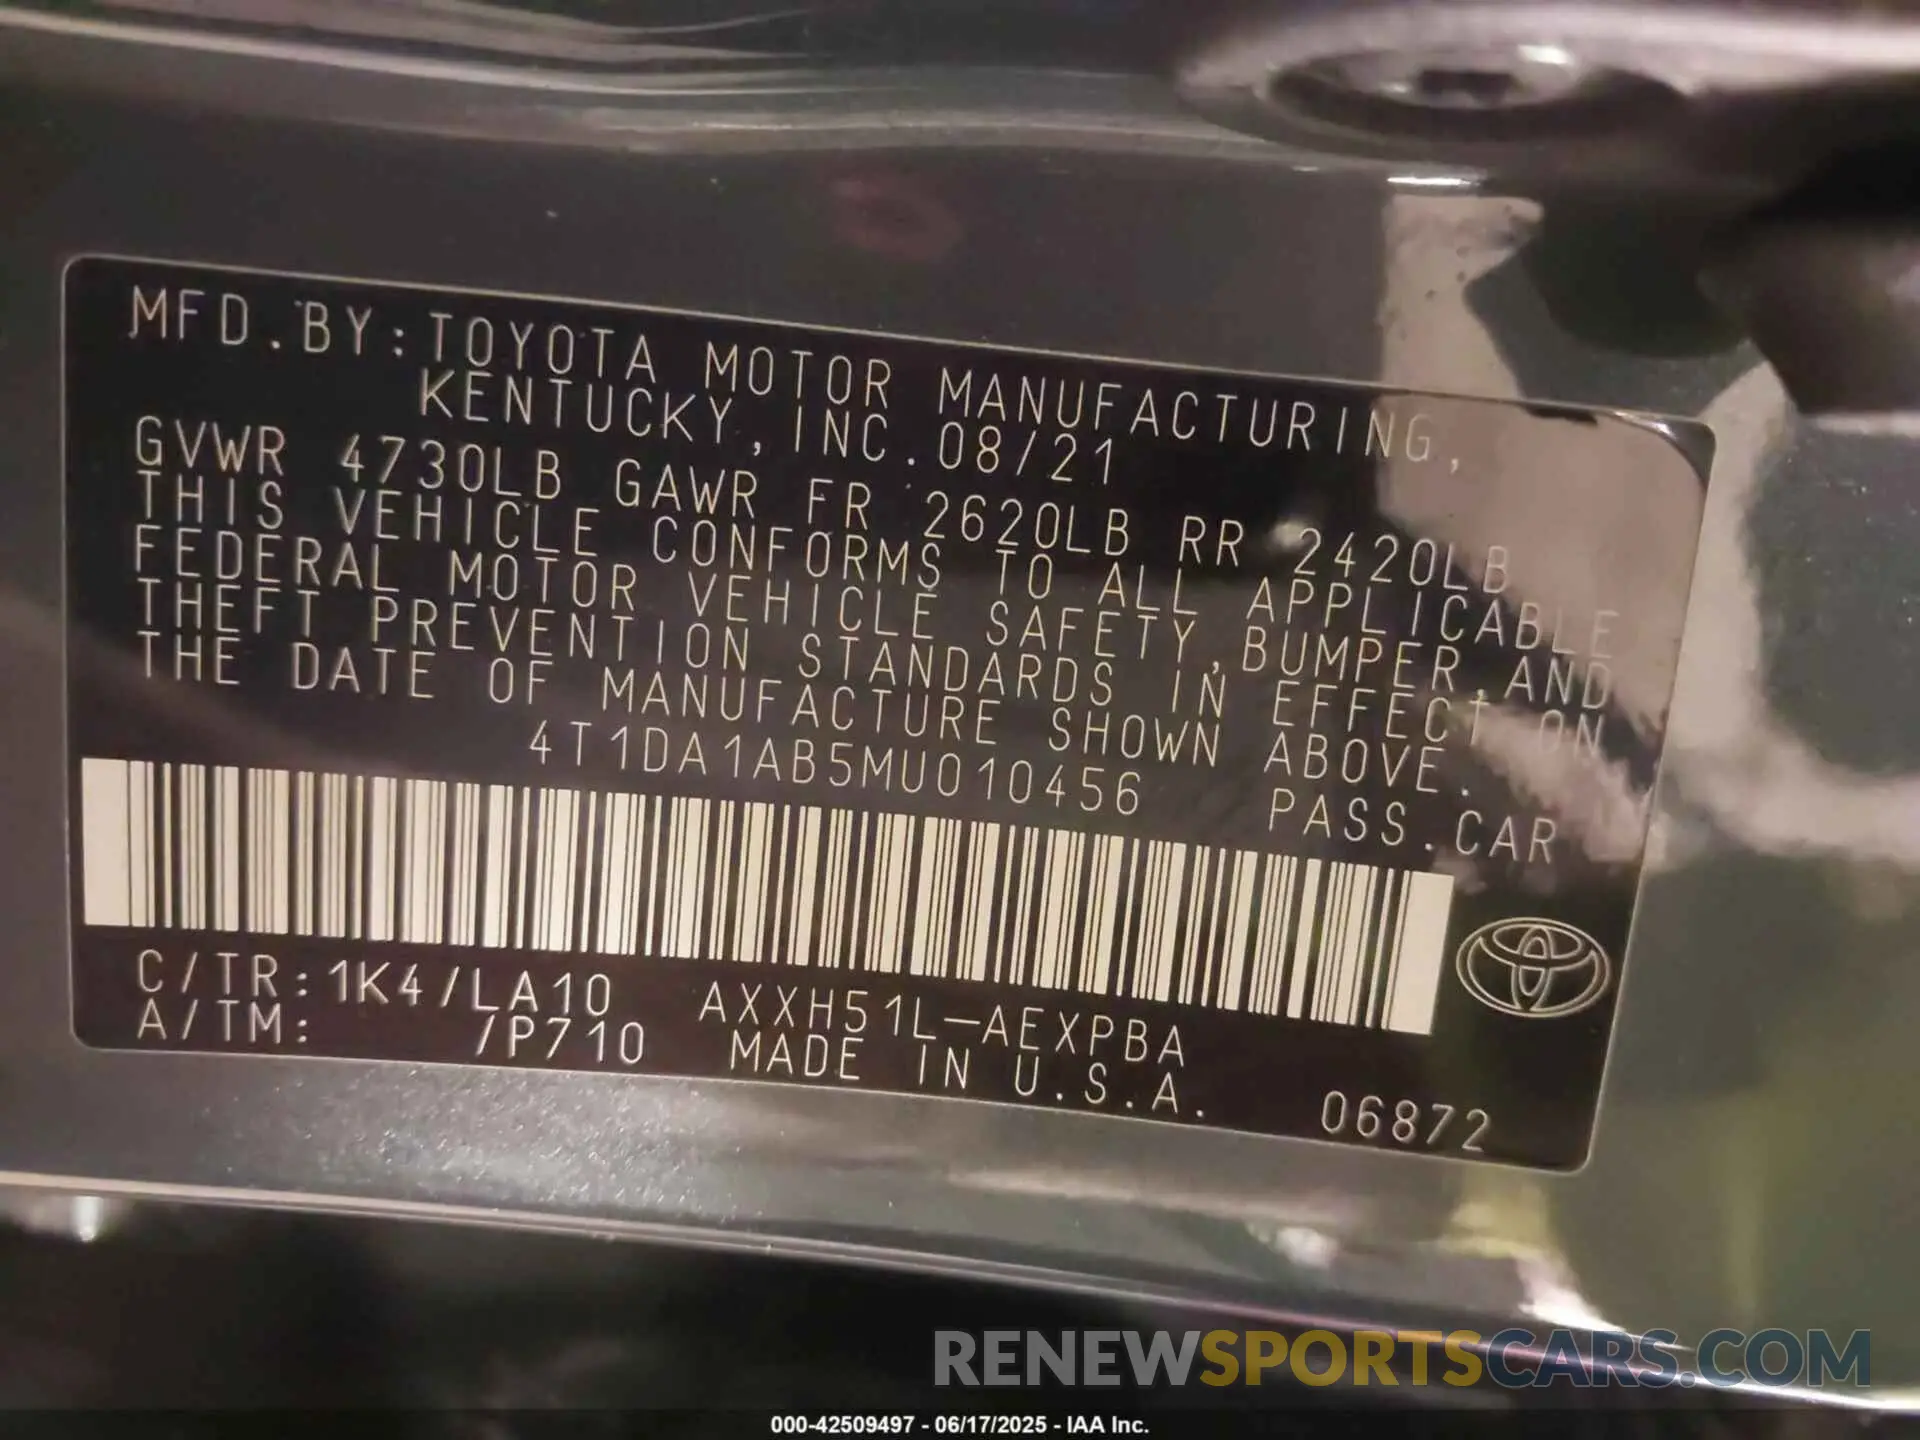 MFD.BY:TOYOTA MOTOR MANUFACTURING,
KENTUCKY,INC.08/21
GVWR 4730LB GAWR FR 2620LB RR 2420LB
THIS VEHICLE CONFORMS TO ALL APPLICABLE
FEDERAL MOTOR VEHICLE SAFETY,BUMPER,AND
THEFT PREVENTION STANDARDS IN EFFECT ON
THE DATE OF MANUFACTURE SHOWN ABOVE.
4T1DA1AB5MU010456 PASS.CAR
C/TR:1K4/LA10 AXXH51L-AEXPBA
A/TM: /P710 MADE IN U.S.A.
06872
RENEWSPORTSCARS.COM
000-42509497 - 06/17/2025 - IAA Inc.